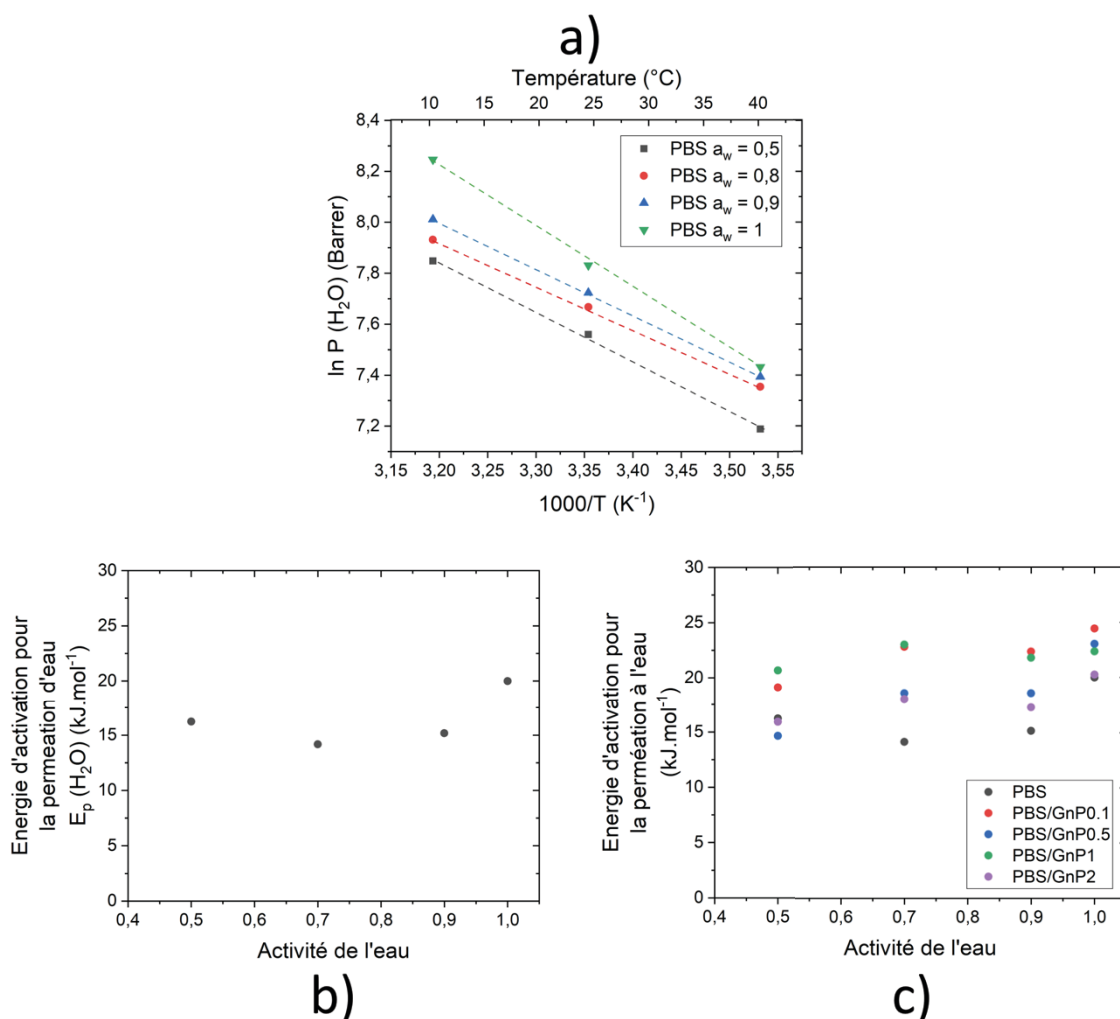 a)
Température (°C)
10 15 20 25 30 35 40
8,4
8,2
8,0
7,8
7,6
7,4
7,2
ln P (H₂O) (Barrer)
PBS a_w = 0,5
PBS a_w = 0,8
PBS a_w = 0,9
PBS a_w = 1
3,15 3,20 3,25 3,30 3,35 3,40 3,45 3,50 3,55
1000/T (K⁻¹)
Energie d'activation pour
la permeation d'eau
E_p (H₂O) (kJ.mol⁻¹)
30
25
20
15
10
5
0
0,4 0,5 0,6 0,7 0,8 0,9 1,0
Activité de l'eau
b)
Energie d'activation pour
la perméation à l'eau
(kJ.mol⁻¹)
30
25
20
15
10
5
0
PBS
PBS/GnP0.1
PBS/GnP0.5
PBS/GnP1
PBS/GnP2
0,4 0,5 0,6 0,7 0,8 0,9 1,0
Activité de l'eau
c)